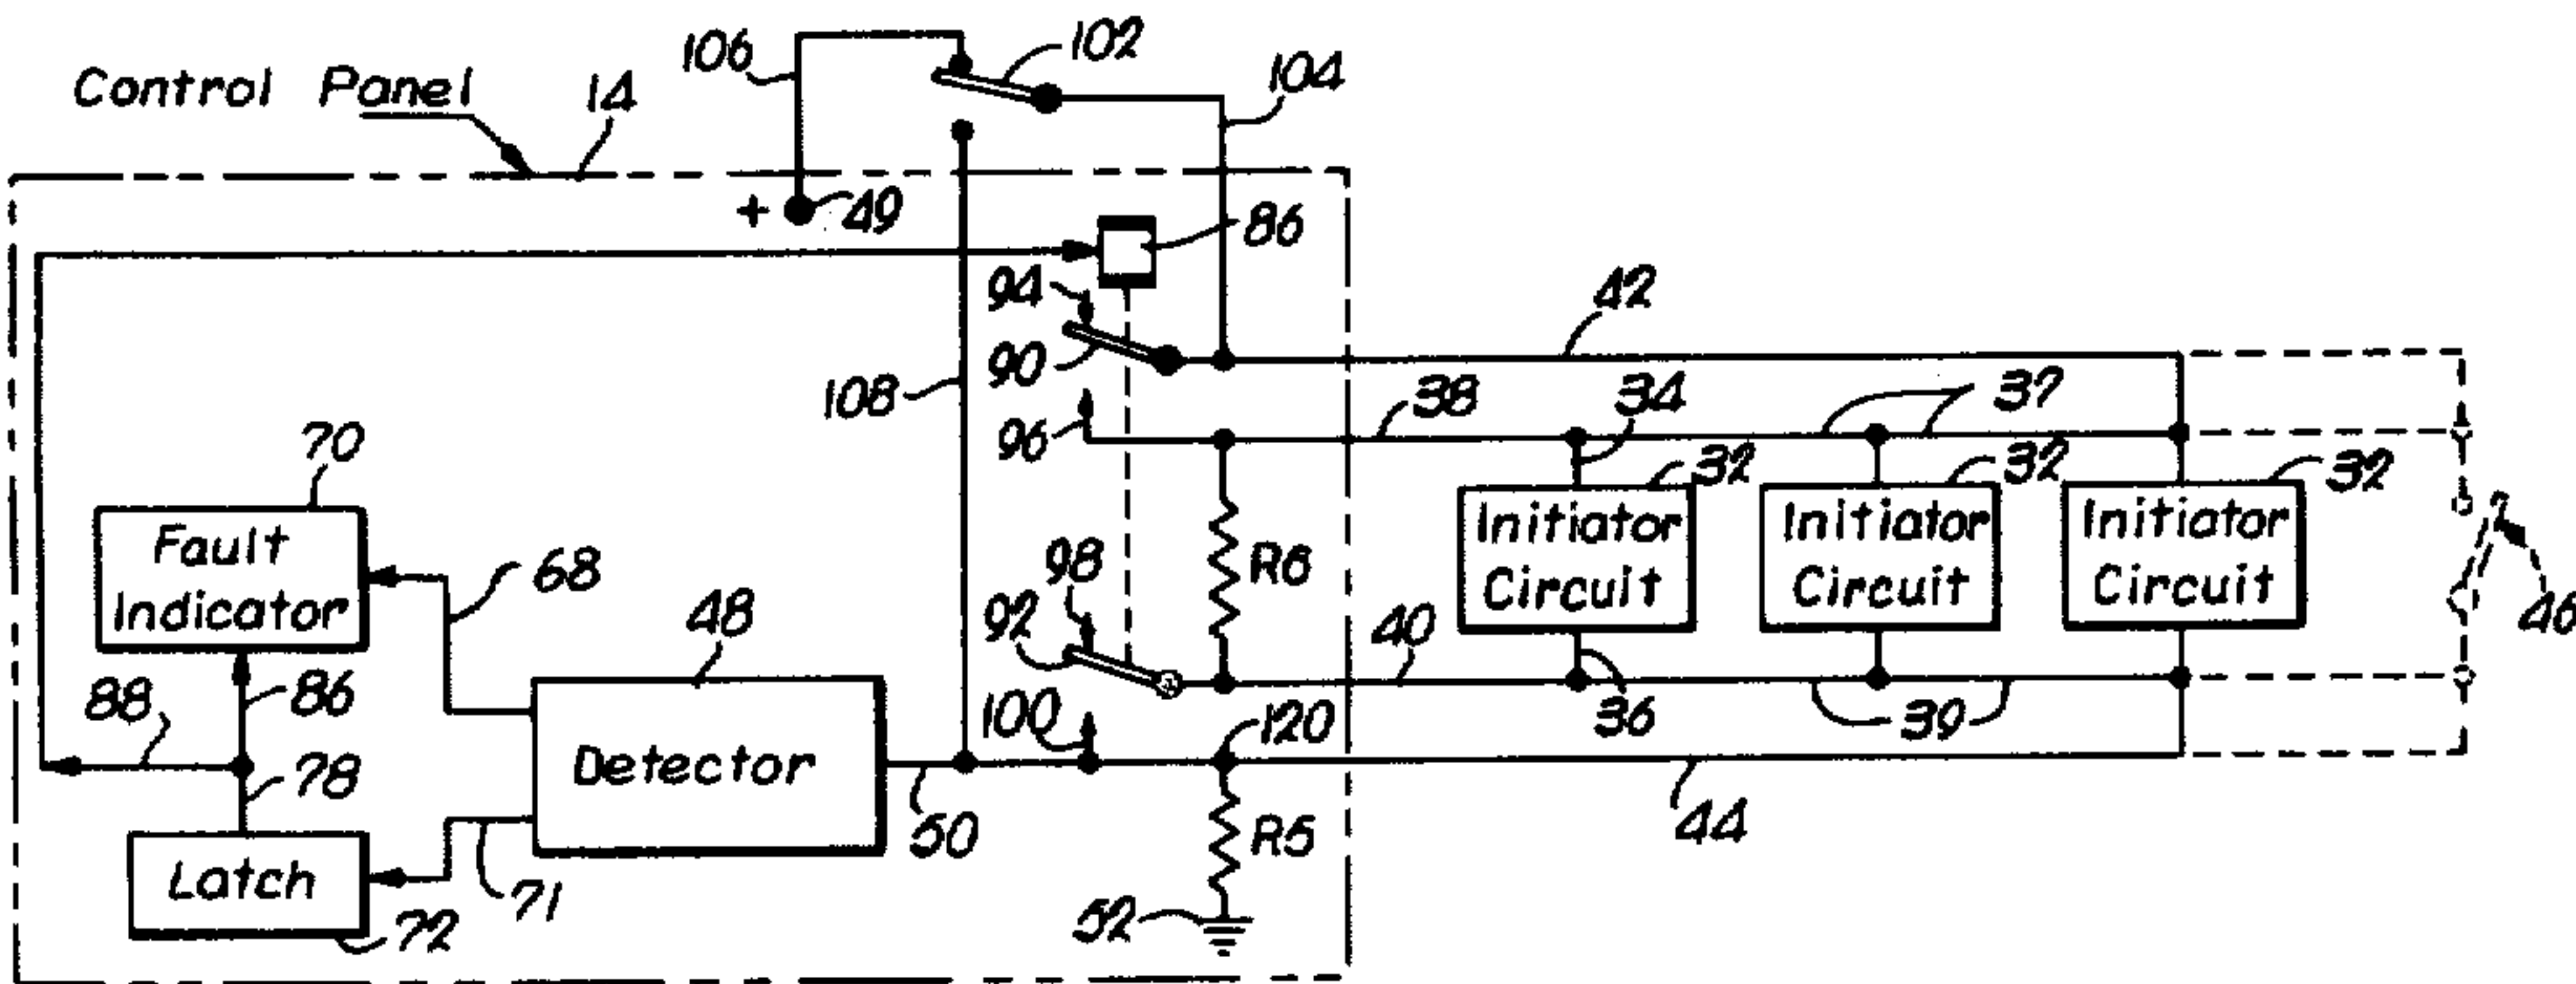 106
102
104
Control Panel
14
+ 49
86
94
42
90
34
37
108
38
96
70
32
32
32
Fault
Indicator
Initiator
Circuit
Initiator
Circuit
Initiator
Circuit
R6
98
68
92
48
40
46
88
86
100
120
36
39
Detector
78
50
R5
44
Latch
71
52
72